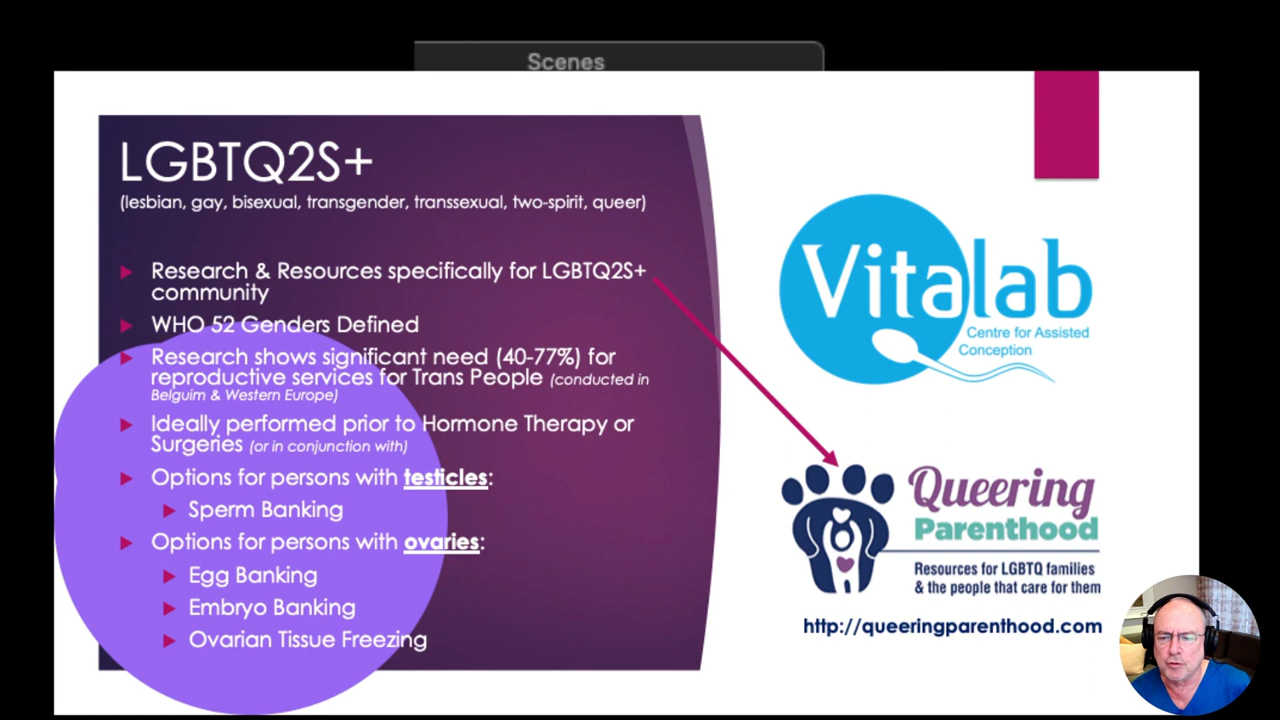 Scenes
LGBTQ2S+
(lesbian, gay, bisexual, transgender, transsexual, two-spirit, queer)
Research & Resources specifically for LGBTQ2S+
community
WHO 52 Genders Defined
Research shows significant need (40-77%) for
reproductive services for Trans People (conducted in
Belguim & Western Europe)
Ideally performed prior to Hormone Therapy or
Surgeries (or in conjunction with)
Options for persons with testicles:
Sperm Banking
Options for persons with ovaries:
Egg Banking
Embryo Banking
Ovarian Tissue Freezing
Vitalab
Centre for Assisted
Conception
Queering
Parenthood
Resources for LGBTQ families
& the people that care for them
http://queeringparenthood.com